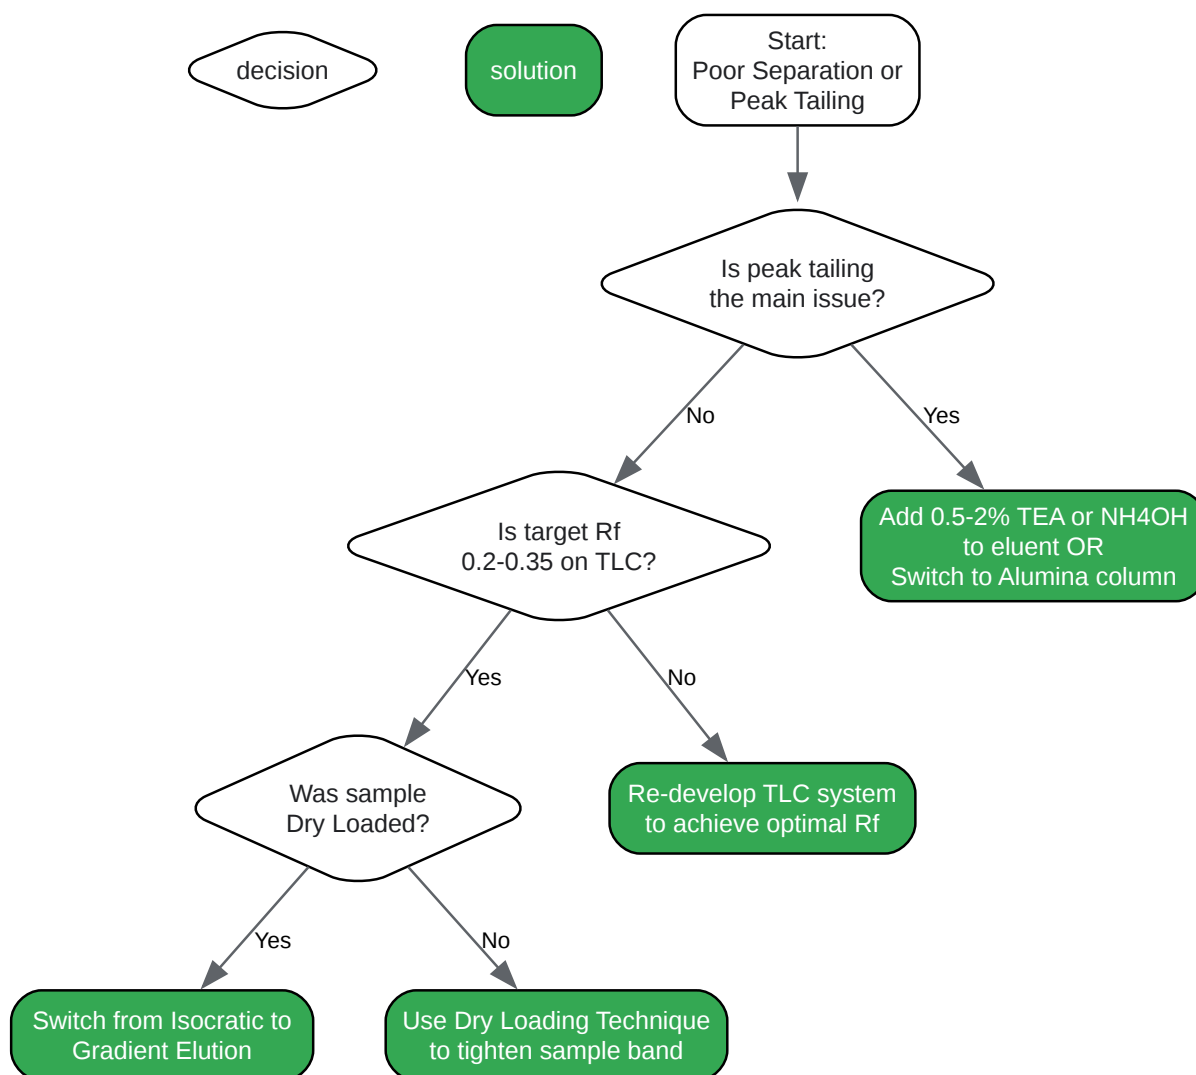 decision
solution
Start:
Poor Separation or
Peak Tailing
Is peak tailing
the main issue?
No
Yes
Is target Rf
0.2-0.35 on TLC?
Add 0.5-2% TEA or NH4OH
to eluent OR
Switch to Alumina column
Yes
No
Was sample
Dry Loaded?
Re-develop TLC system
to achieve optimal Rf
Yes
No
Switch from Isocratic to
Gradient Elution
Use Dry Loading Technique
to tighten sample band